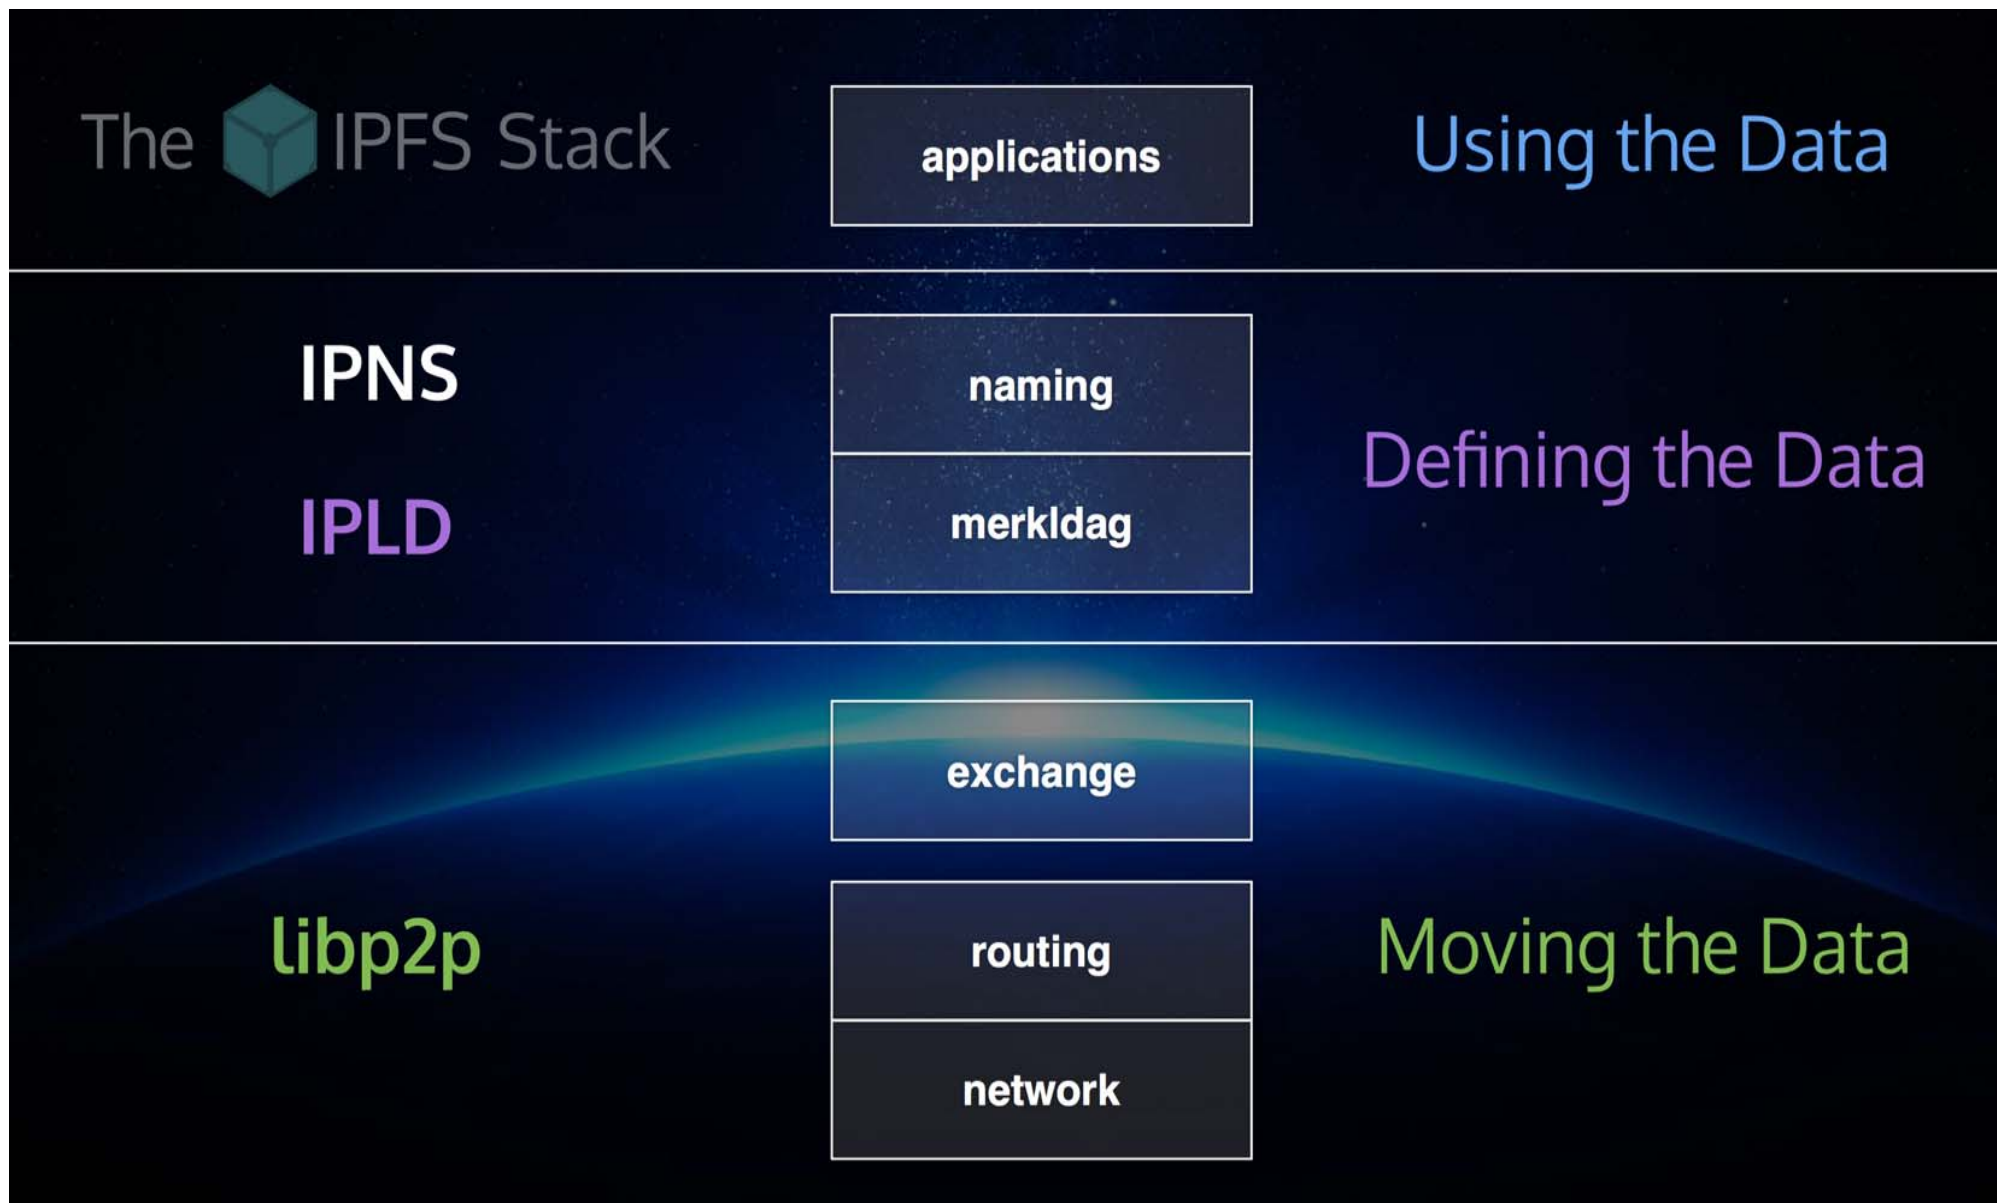 The IPFS Stack
applications
Using the Data
IPNS
naming
Defining the Data
IPLD
merkldag
exchange
libp2p
routing
Moving the Data
network